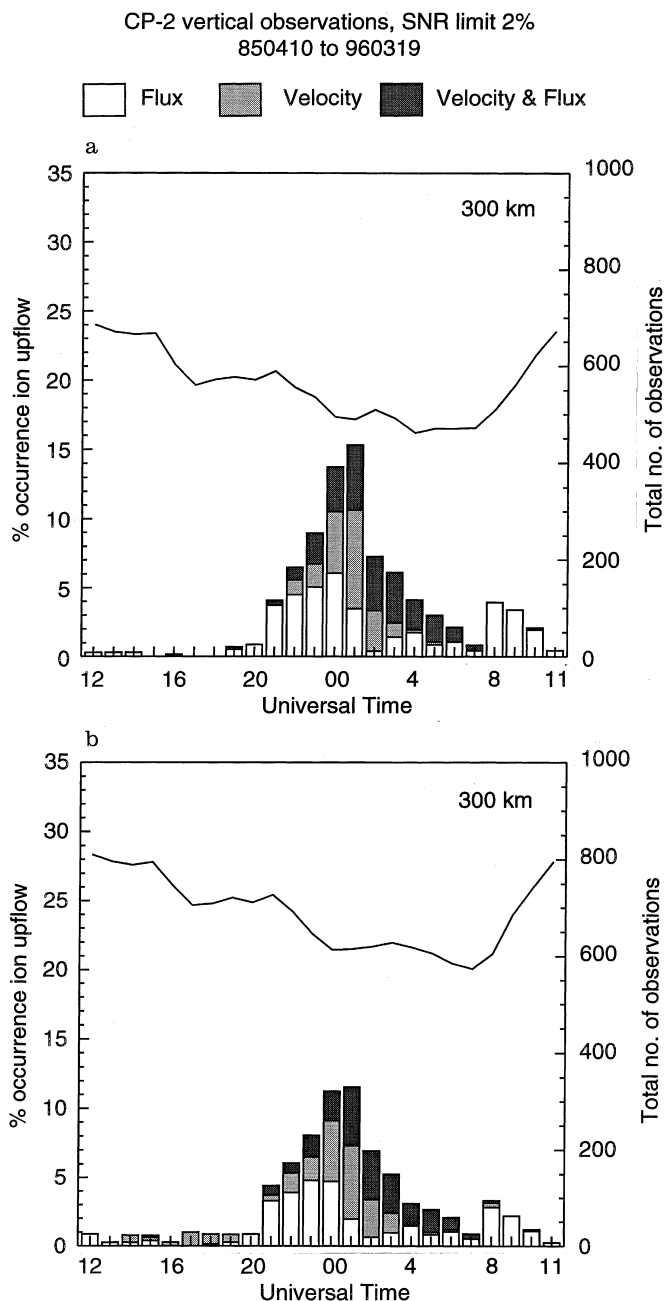 CP-2 vertical observations, SNR limit 2%
850410 to 960319
Flux Velocity Velocity & Flux
a
35 1000
300 km
30
800
25
600
20
15 400
10
200
5
0 0
12 16 20 00 4 8 11
Universal Time
% occurrence ion upflow
Total no. of observations
b
35 1000
300 km
30
800
25
600
20
15
400
10
200
5
0 0
12 16 20 00 4 8 11
Universal Time
% occurrence ion upflow
Total no. of observations